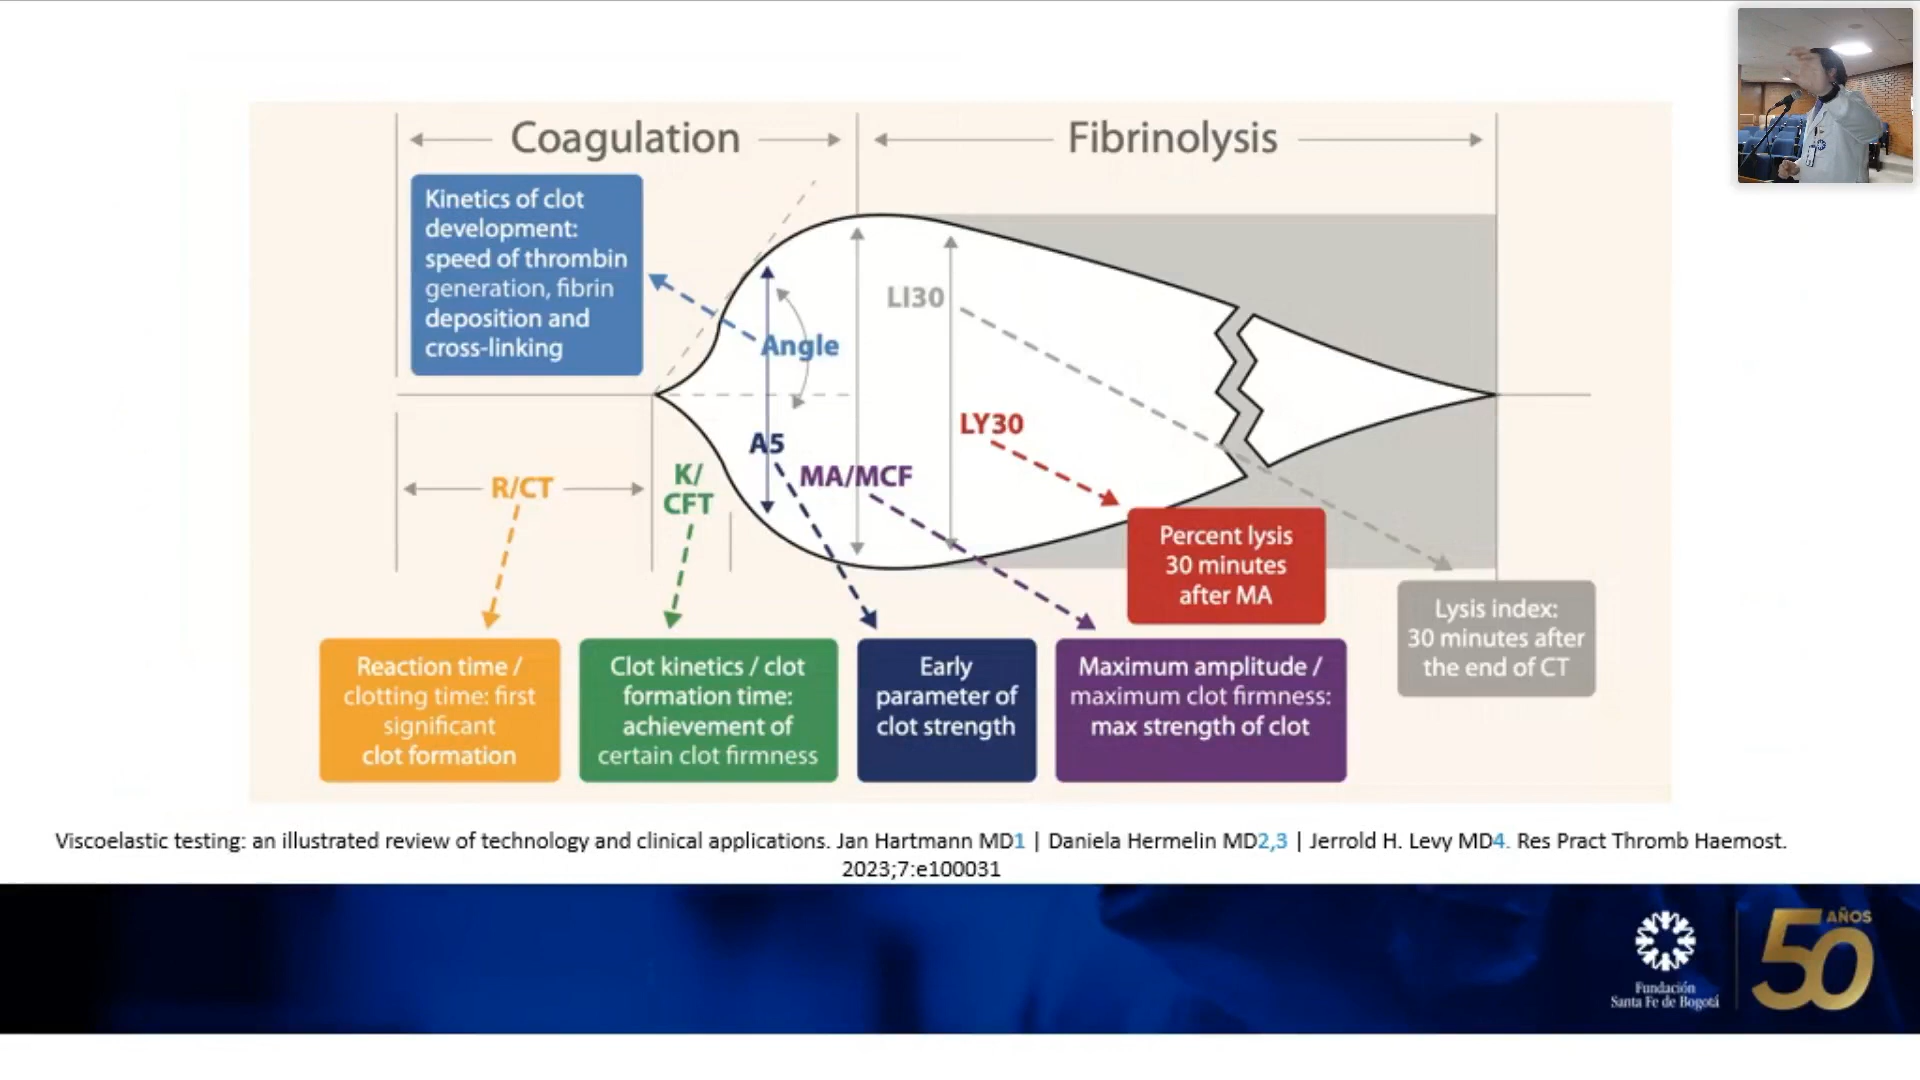 Coagulation
Fibrinolysis
Kinetics of clot
development:
speed of thrombin
generation, fibrin
deposition and
cross-linking
Angle
LI30
LY30
A5
MA/MCF
R/CT
K/
CFT
Percent lysis
30 minutes
after MA
Lysis index:
30 minutes after
the end of CT
Reaction time /
clotting time: first
significant
clot formation
Clot kinetics / clot
formation time:
achievement of
certain clot firmness
Early
parameter of
clot strength
Maximum amplitude /
maximum clot firmness:
max strength of clot
Viscoelastic testing: an illustrated review of technology and clinical applications. Jan Hartmann MD1 | Daniela Hermelin MD2,3 | Jerrold H. Levy MD4. Res Pract Thromb Haemost.
2023;7:e100031
Fundación
Santa Fe de Bogotá
50 AÑOS